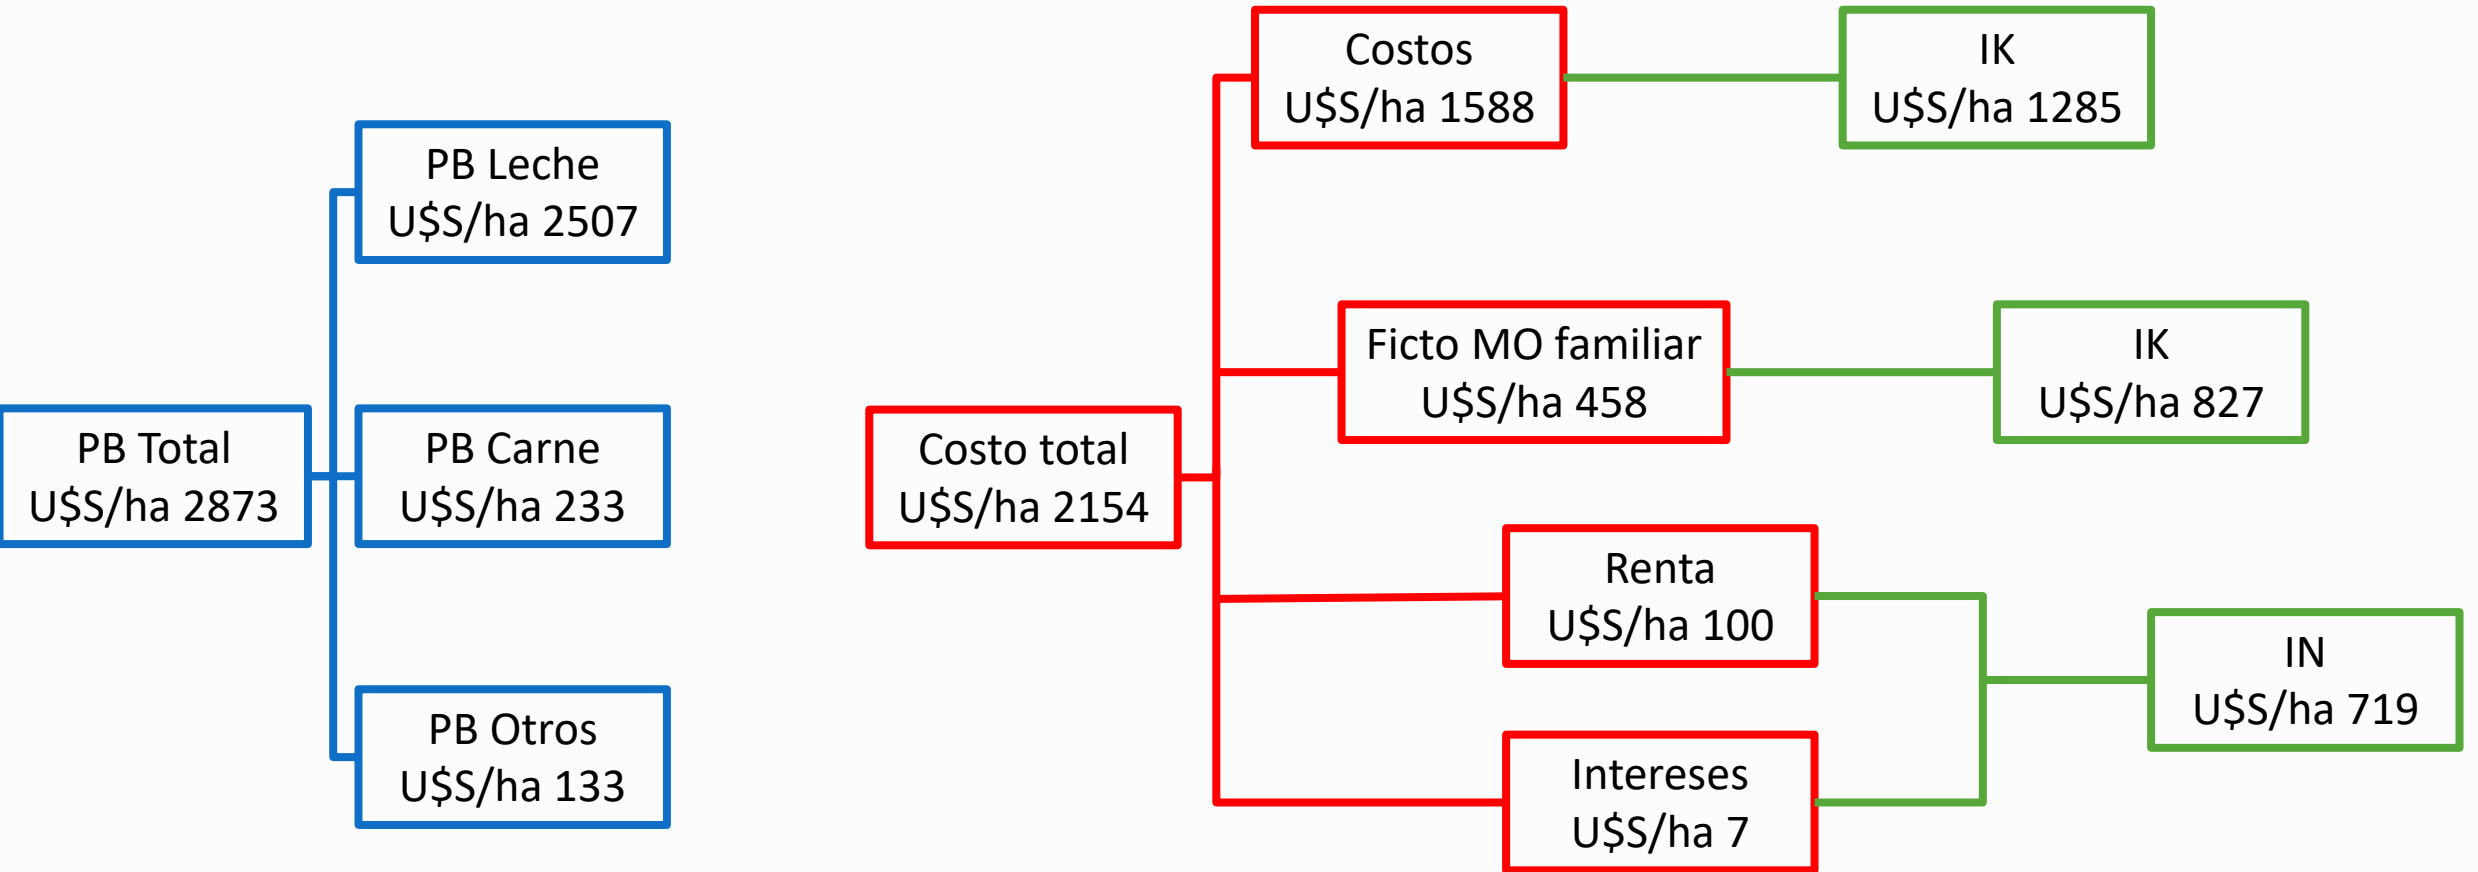 PB Total
U$S/ha 2873
PB Leche
U$S/ha 2507
PB Carne
U$S/ha 233
PB Otros
U$S/ha 133
Costo total
U$S/ha 2154
Costos
U$S/ha 1588
IK
U$S/ha 1285
Ficto MO familiar
U$S/ha 458
IK
U$S/ha 827
Renta
U$S/ha 100
Intereses
U$S/ha 7
IN
U$S/ha 719